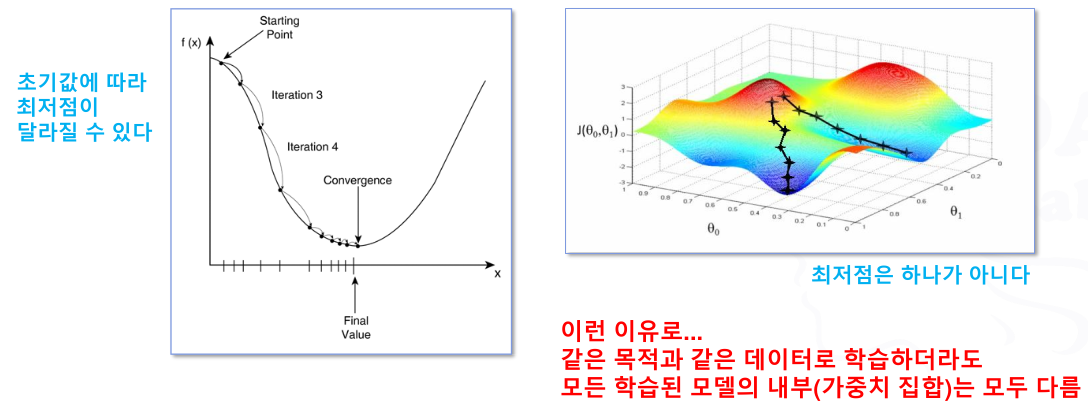 초기값에 따라
최저점이
달라질 수 있다
Starting
Point
f (x)
Iteration 3
Iteration 4
Convergence
x
Final
Value
J(θ₀,θ₁)
3
2
1
0
-1
-2
-3
1
0.9
0.8
0.7
0.6
0.5
0.4
0.3
0.2
0.1
0
θ₀
1
0.8
0.6
0.4
0.2
0
θ₁
최저점은 하나가 아니다
이런 이유로...
같은 목적과 같은 데이터로 학습하더라도
모든 학습된 모델의 내부(가중치 집합)는 모두 다름